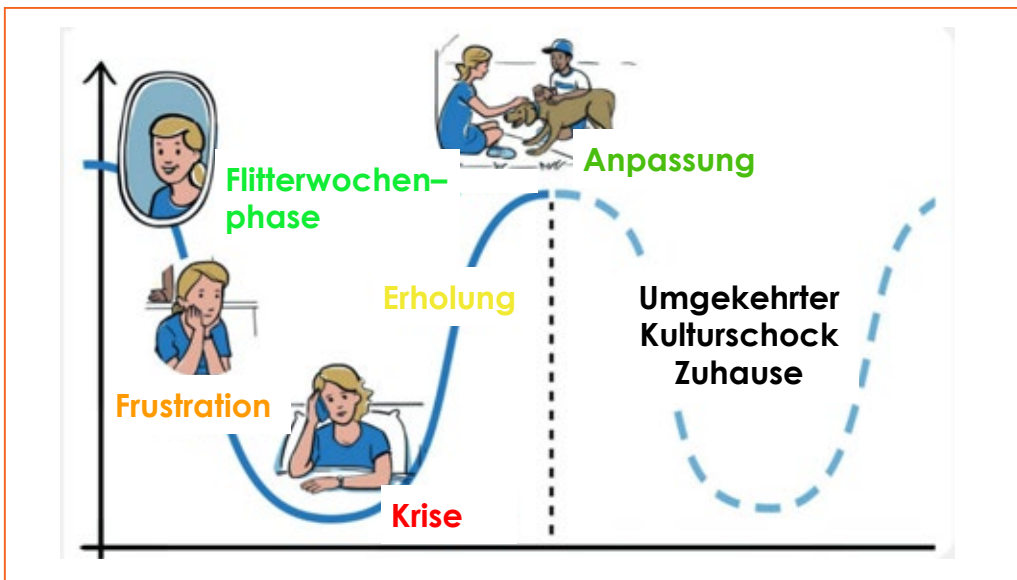 Anpassung
Flitterwochen–
phase
Erholung
Umgekehrter
Kulturschock
Zuhause
Frustration
Krise